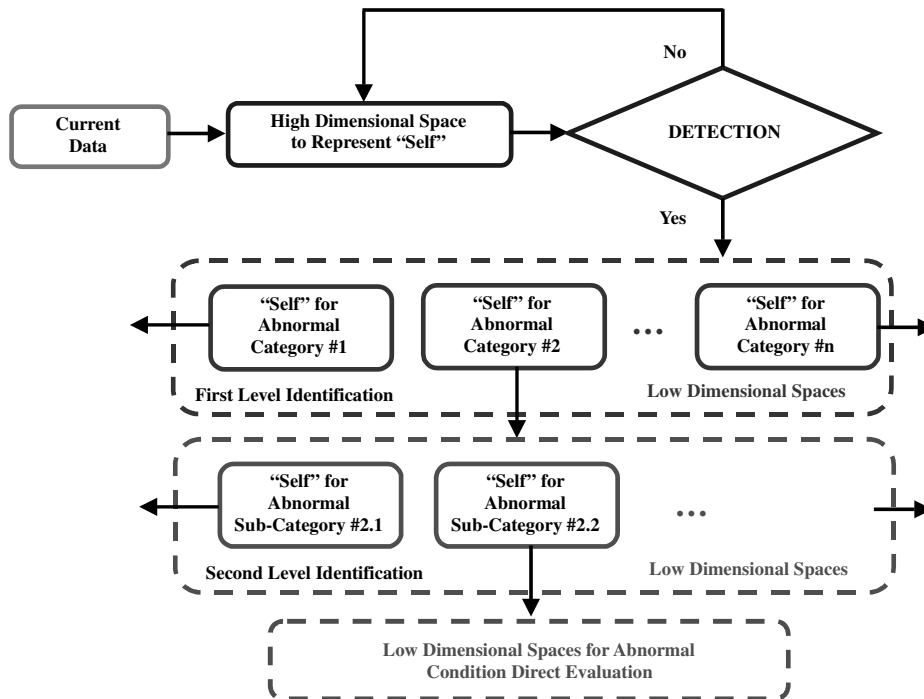 No
Current
Data
High Dimensional Space
to Represent “Self”
DETECTION
Yes
“Self” for
Abnormal
Category #1
“Self” for
Abnormal
Category #2
...
“Self” for
Abnormal
Category #n
First Level Identification
Low Dimensional Spaces
“Self” for
Abnormal
Sub-Category #2.1
“Self” for
Abnormal
Sub-Category #2.2
...
Second Level Identification
Low Dimensional Spaces
Low Dimensional Spaces for Abnormal
Condition Direct Evaluation